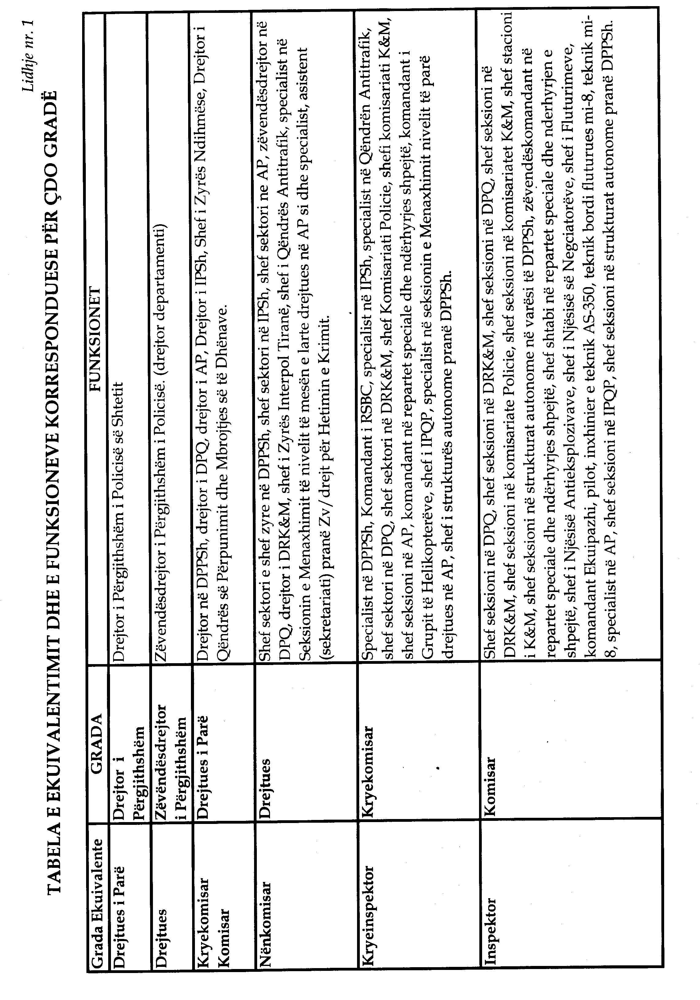 Lidhje nr. 1
TABELA E EKUIVALENTIMIT DHE E FUNKSIONEVE KORRESPONDUESE PËR ÇDO GRADË
Grada Ekuivalente GRADA FUNKSIONET
Drejtues i Parë
Drejtor i
Përgjithshëm
Drejtor i Përgjithshëm i Policisë së Shtetit
Drejtues
Zëvëndësdrejtor
i Përgjithshëm
Zëvendësdrejtor i Përgjithshëm i Policisë. (drejtor departamenti)
Kryekomisar
Komisar
Drejtues i Parë
Drejtor në DPPSh, drejtor i DPQ, drejtor i AP, Drejtor i IPSh, Shef i Zyrës Ndihmëse, Drejtor i
Qëndrës së Përpunimit dhe Mbrojtjes së të Dhënave.
Nënkomisar
Drejtues
Shef sektori e shef zyre në DPPSh, shef sektori në IPSh, shef sektori ne AP, zëvendësdrejtor në
DPQ, drejtor i DRK&M, shef i Zyrës Interpol Tiranë, shef i Qëndrës Antitrafik, specialist në
Seksionin e Menaxhimit të nivelit të mesën e larte drejtues në AP si dhe specialist, asistent
(sekretariati) pranë Zv/drejt për Hetimin e Krimit.
Kryeinspektor
Kryekomisar
Specialist në DPPSh, Komandant i RSBC, specialist në IPSh, specialist në Qëndrën Antitrafik,
shef sektori në DPQ, shef sektori në DRK&M, shef Komisariati Policie, shefi komisariati K&M,
shef seksioni në AP, komandant në repartet speciale dhe ndërhyrjes shpejtë, komandant i
Grupit të Helikopterëve, shef i IPQP, specialist në seksionin e Menaxhimit nivelit të parë
drejtues në AP, shef i strukturës autonome pranë DPPSh.
Inspektor
Komisar
Shef seksioni në DPQ, shef seksioni në DRK&M, shef seksioni në DPQ, shef seksioni në
DRK&M, shef seksioni në komisariate Policie, shef seksioni në komisariatet K&M, shef stacioni
i K&M, shef seksioni në strukturat autonome në varësi të DPPSh, zëvendëskomandant në
repartet speciale dhe ndërhyrjes shpejtë, shef shtabi në repartet speciale dhe nderhyrjen e
shpejtë, shef i Njësisë Antieksplozivave, shef i Njësisë së Negciatorëve, shef i Fluturimeve,
komandant Ekuipazhi, pilot, inxhinier e teknik AS-350, teknik bordi fluturues mi-8, teknik mi-
8, specialist në AP, shef seksioni në IPQP, shef seksioni në strukturat autonome pranë DPPSh.